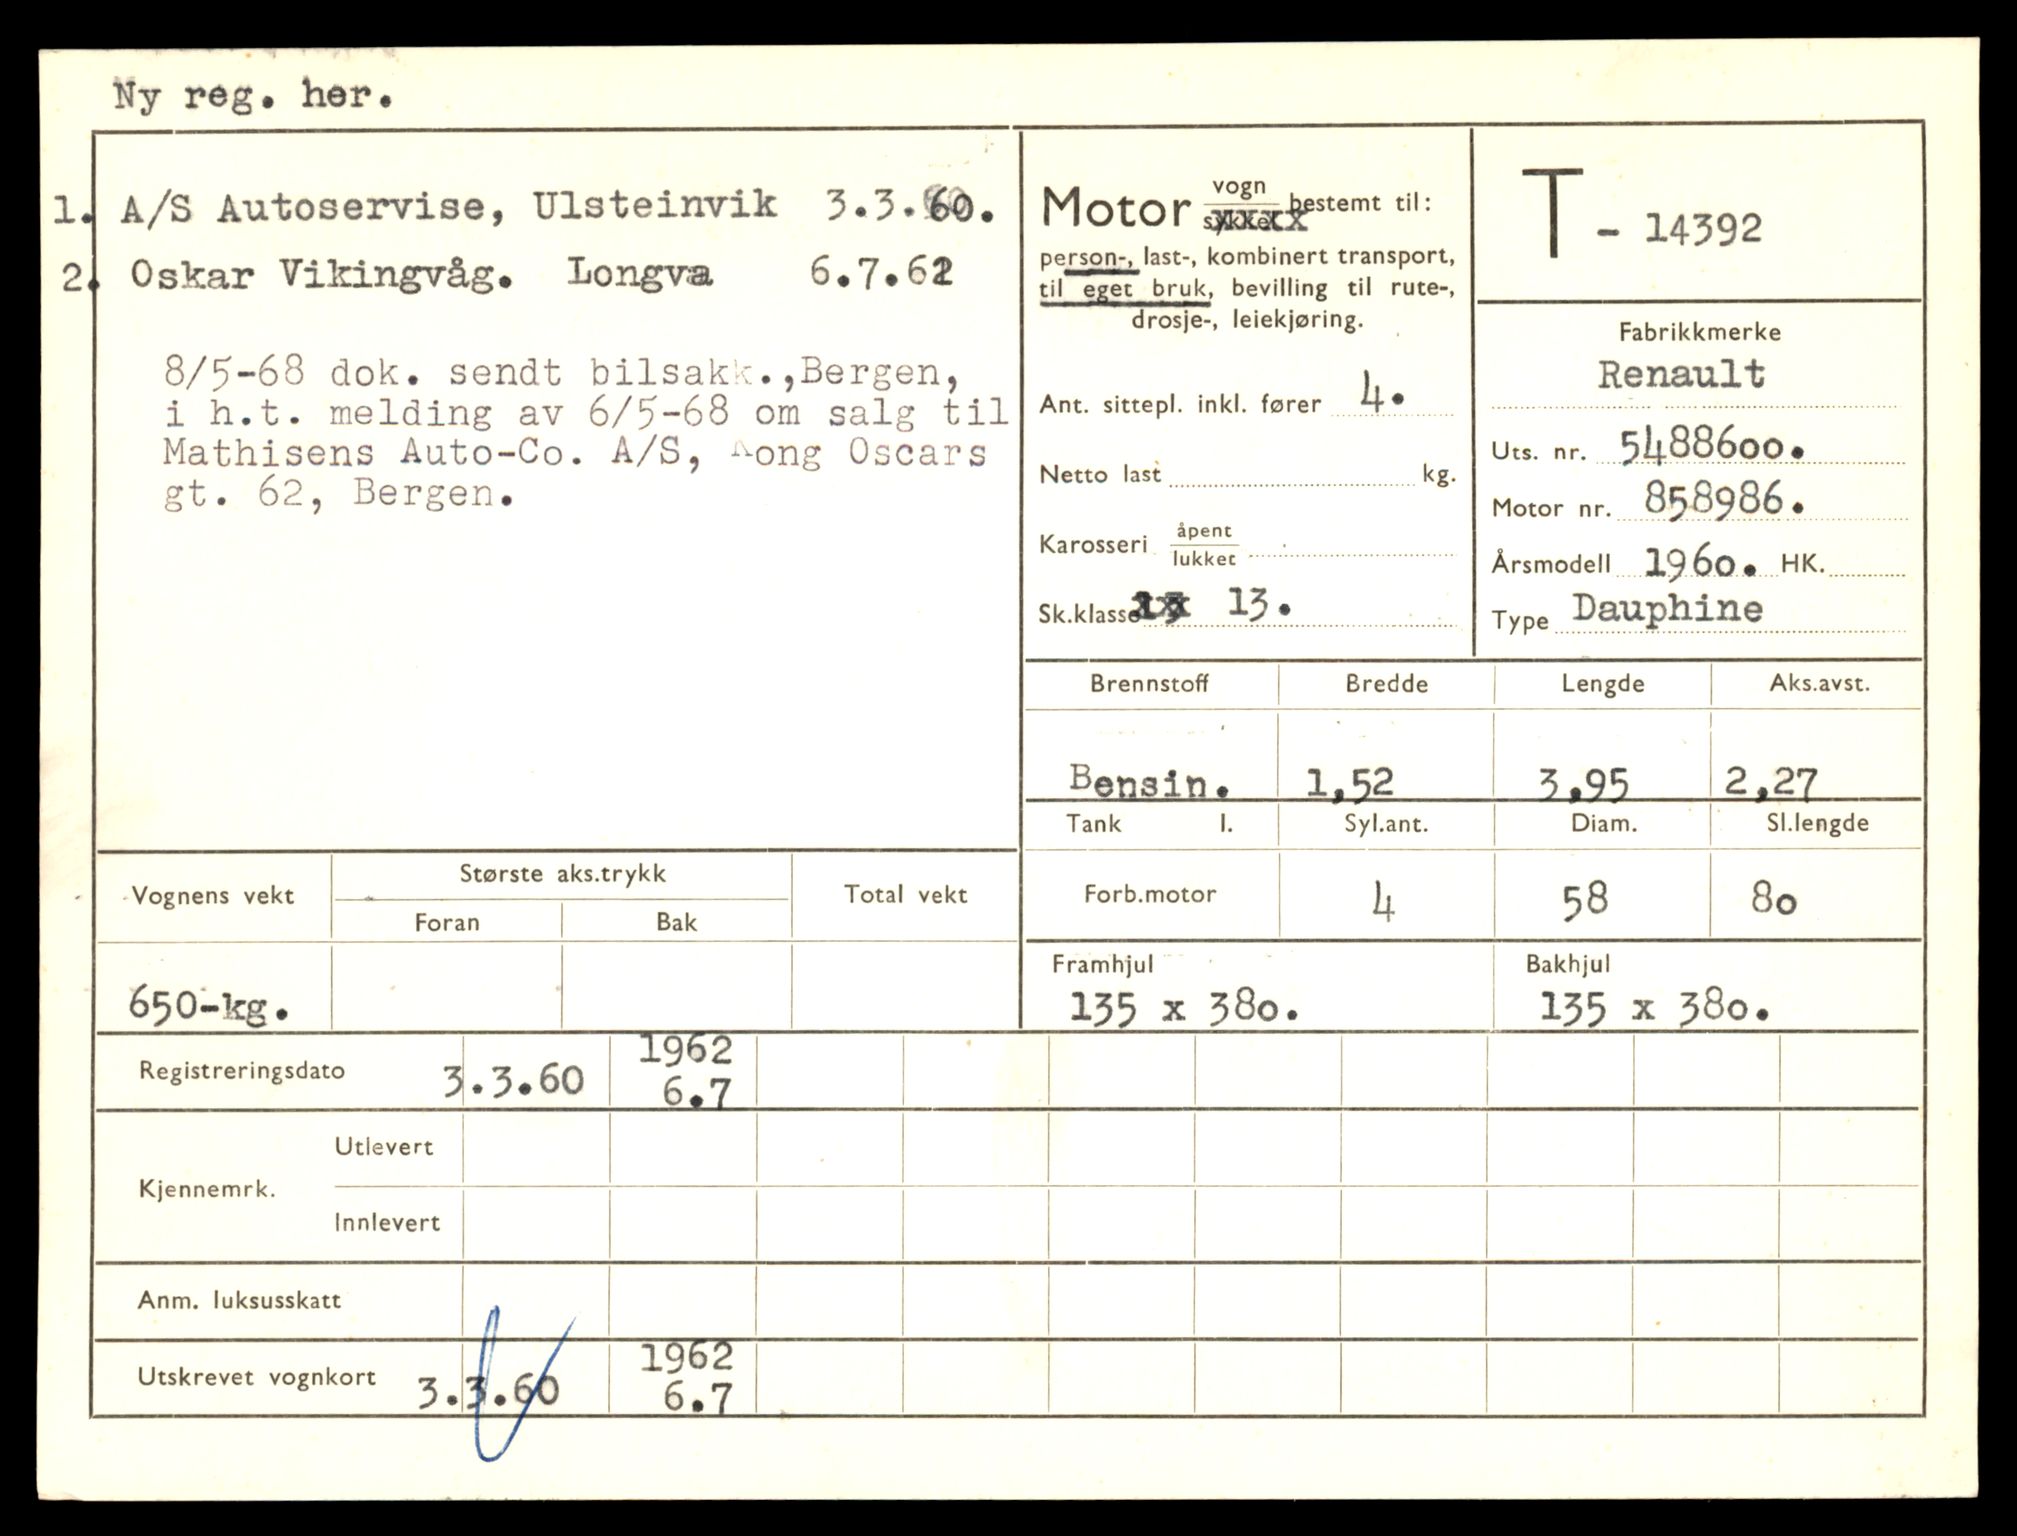 Ny reg. her.
1. A/S Autoservise, Ulsteinvik 3.3.60.
2. Oskar Vikingvåg. Longva 6.7.62
8/5-68 dok. sendt bilsakk.,Bergen,
i h.t. melding av 6/5-68 om salg til
Mathisens Auto-Co. A/S, Kong Oscars
gt. 62, Bergen.
Motor vogn bestemt til:
sykkel
person-, last-, kombinert transport,
til eget bruk, bevilling til rute-,
drosje-, leiekjøring.
Ant. sittepl. inkl. fører 4.
Netto last kg.
Karosseri åpent
lukket
Sk.klasse 13.
T - 14392
Fabrikkmerke
Renault
Uts. nr. 5488600.
Motor nr. 858986.
Årsmodell 1960. HK.
Type Dauphine
Brennstoff Bredde Lengde Aks.avst.
Bensin. 1,52 3,95 2,27
Tank l. Syl.ant. Diam. Sl.lengde
Forb.motor 4 58 80
Framhjul Bakhjul
135 x 380. 135 x 380.
Vognens vekt Største aks.trykk Total vekt
Foran Bak
650-kg.
Registreringsdato 3.3.60 1962
6.7
Kjennemrk. Utlevert
Innlevert
Anm. luksusskatt
Utskrevet vognkort 3.3.60 1962
6.7